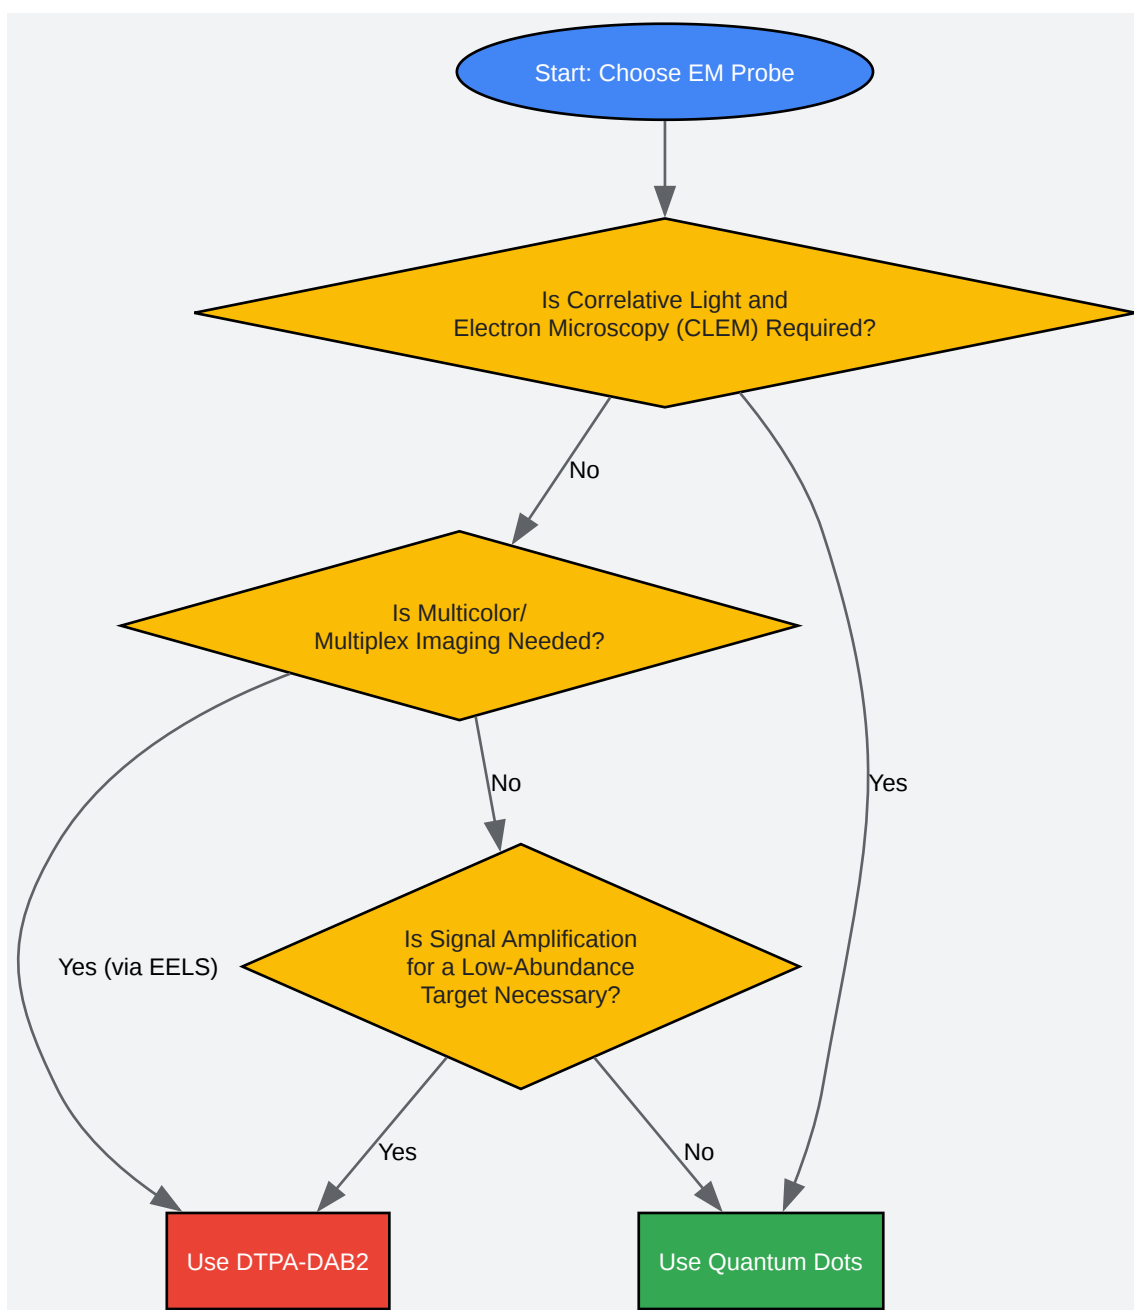 Start: Choose EM Probe
Is Correlative Light and
Electron Microscopy (CLEM) Required?
No
Is Multicolor/
Multiplex Imaging Needed?
No
Yes
Is Signal Amplification
for a Low-Abundance
Target Necessary?
Yes (via EELS)
Yes
No
Use DTPA-DAB2
Use Quantum Dots